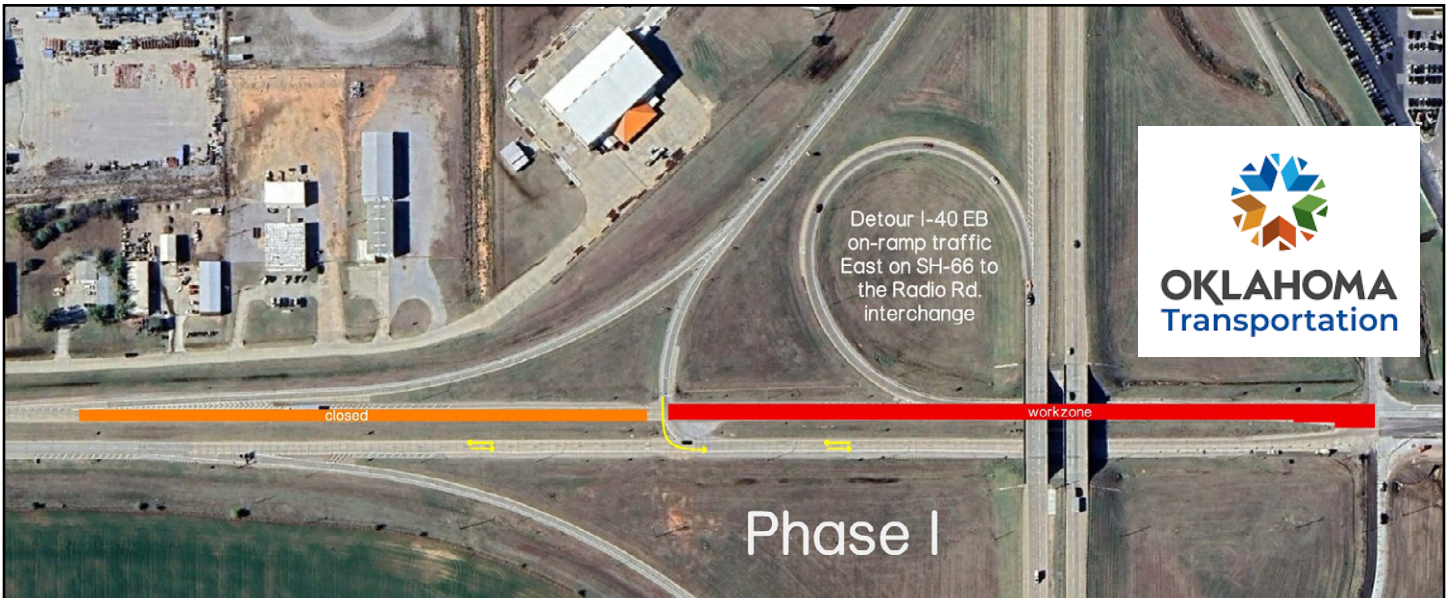 Detour I-40 EB
on-ramp traffic
East on SH-66 to
the Radio Rd.
interchange
OKLAHOMA
Transportation
closed
workzone
Phase I